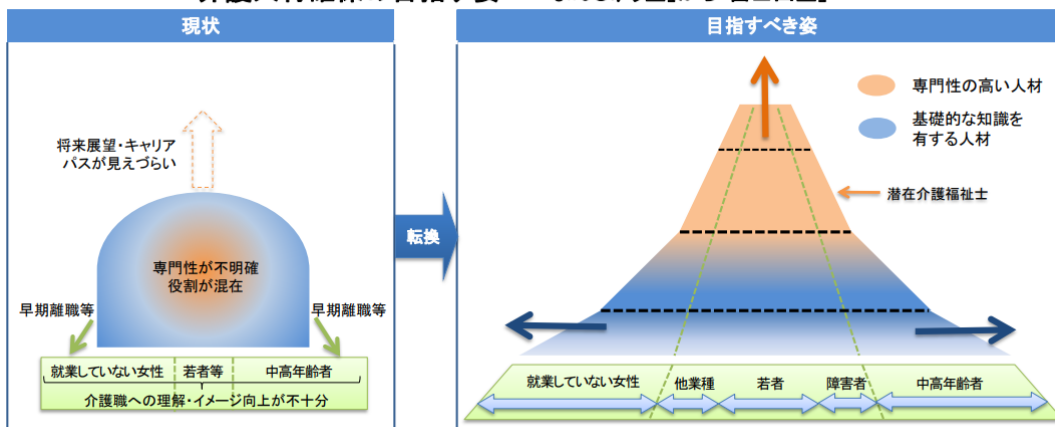 現状
将来展望・キャリア
パスが見えづらい
専門性が不明確
役割が混在
早期離職等
早期離職等
就業していない女性
若者等
中高年齢者
介護職への理解・イメージ向上が不十分
転換
目指すべき姿
専門性の高い人材
基礎的な知識を
有する人材
潜在介護福祉士
就業していない女性
他業種
若者
障害者
中高年齢者